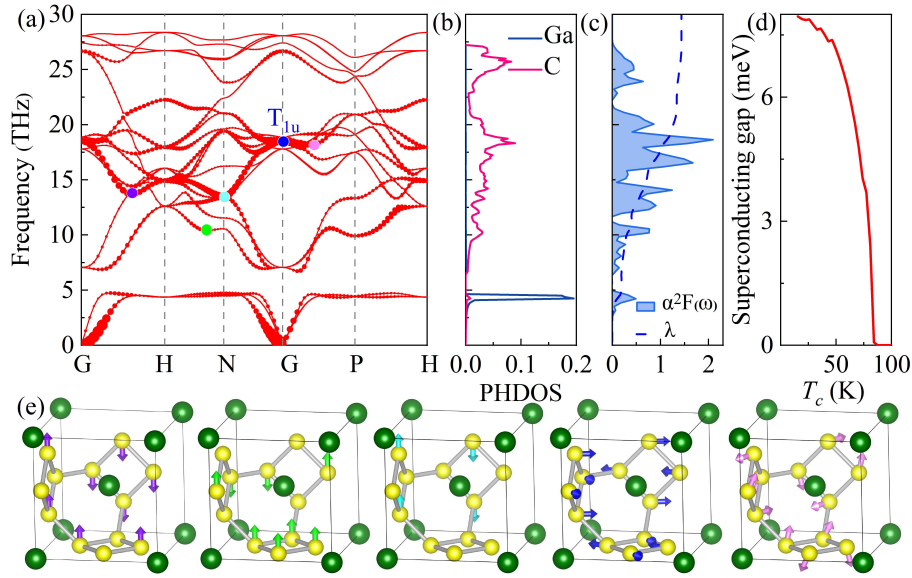 (a)
Frequency (THz)
30
25
20
15
10
5
0
G H N G P H
T1u
(b)
Ga
C
0.0 0.1 0.2
PHDOS
(c)
α²F(ω)
λ
0 1 2
(d)
Superconducting gap (meV)
6
3
0
50 100
Tc (K)
(e)